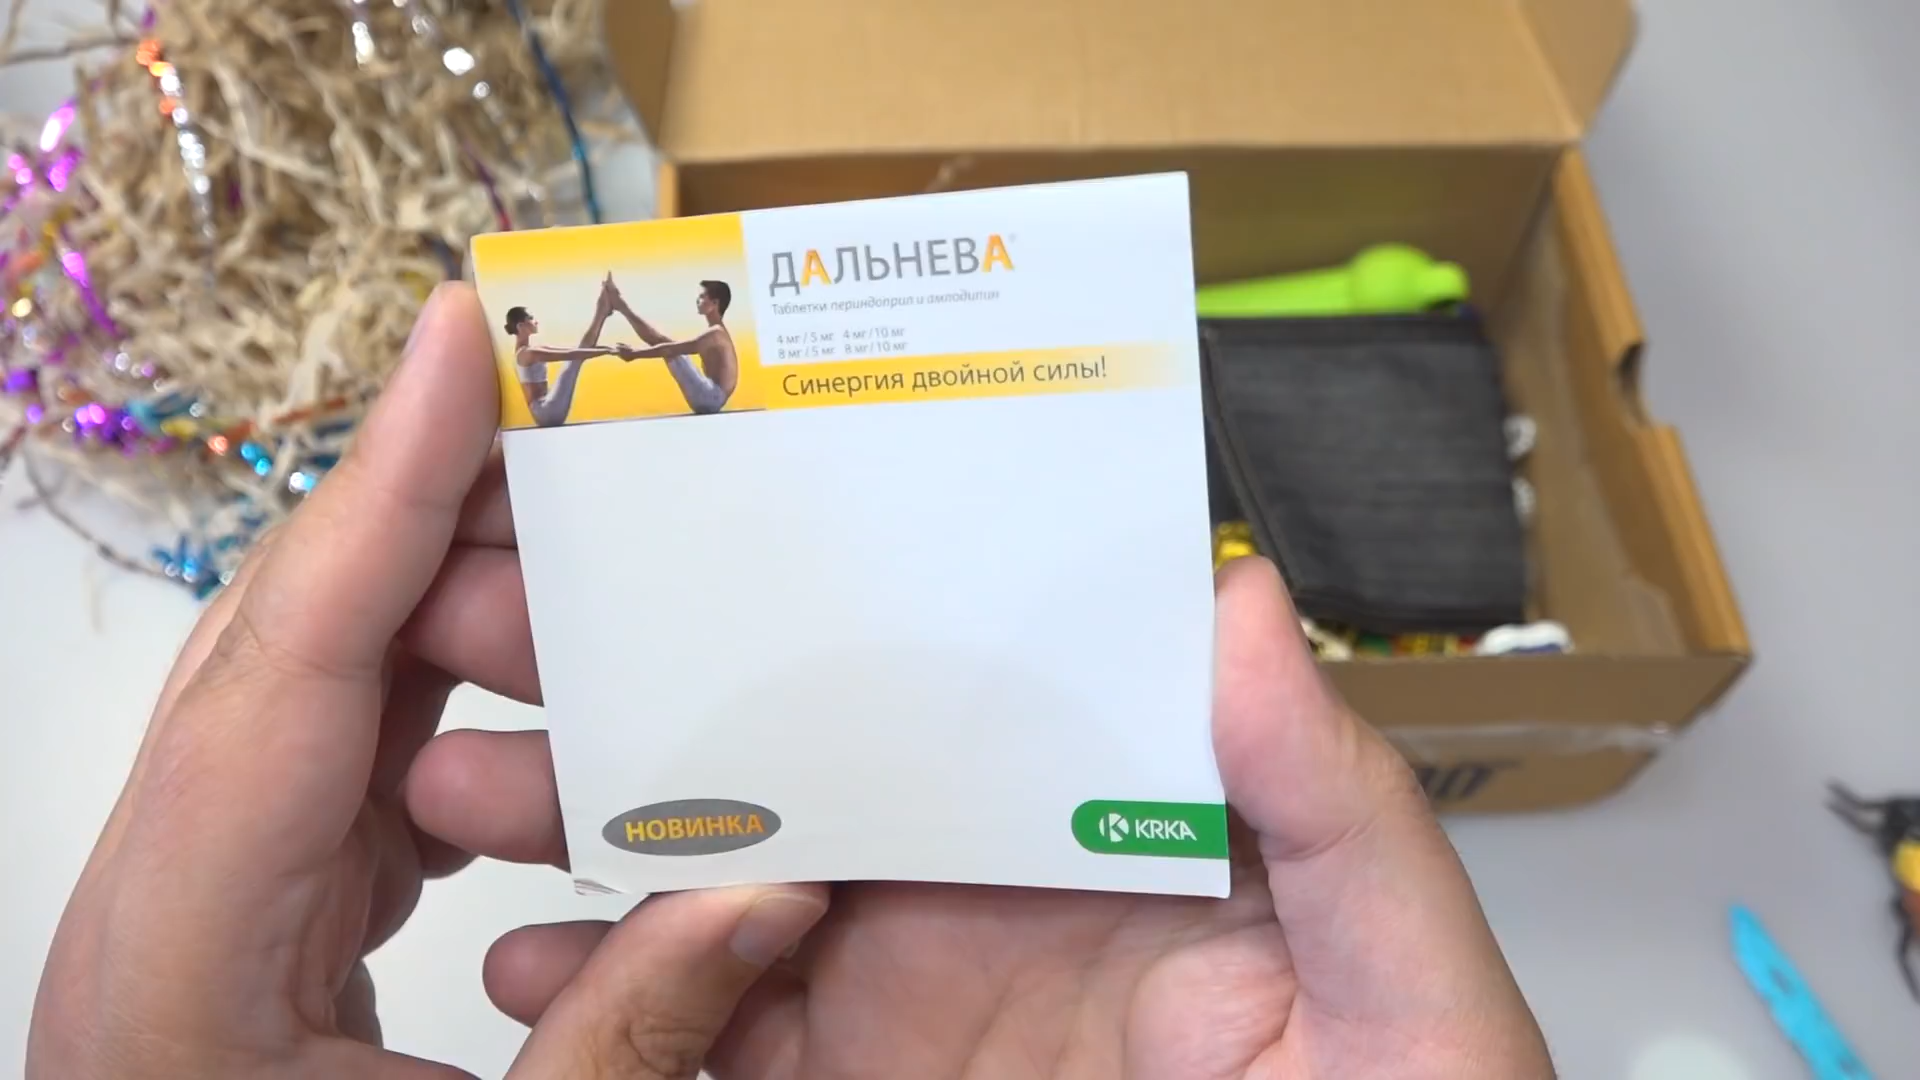 ДАЛЬНЕВА
Таблетки периндоприл и амлодипин
4 мг / 5 мг 4 мг / 10 мг
8 мг / 5 мг 8 мг / 10 мг
Синергия двойной силы!
НОВИНКА
KRKA